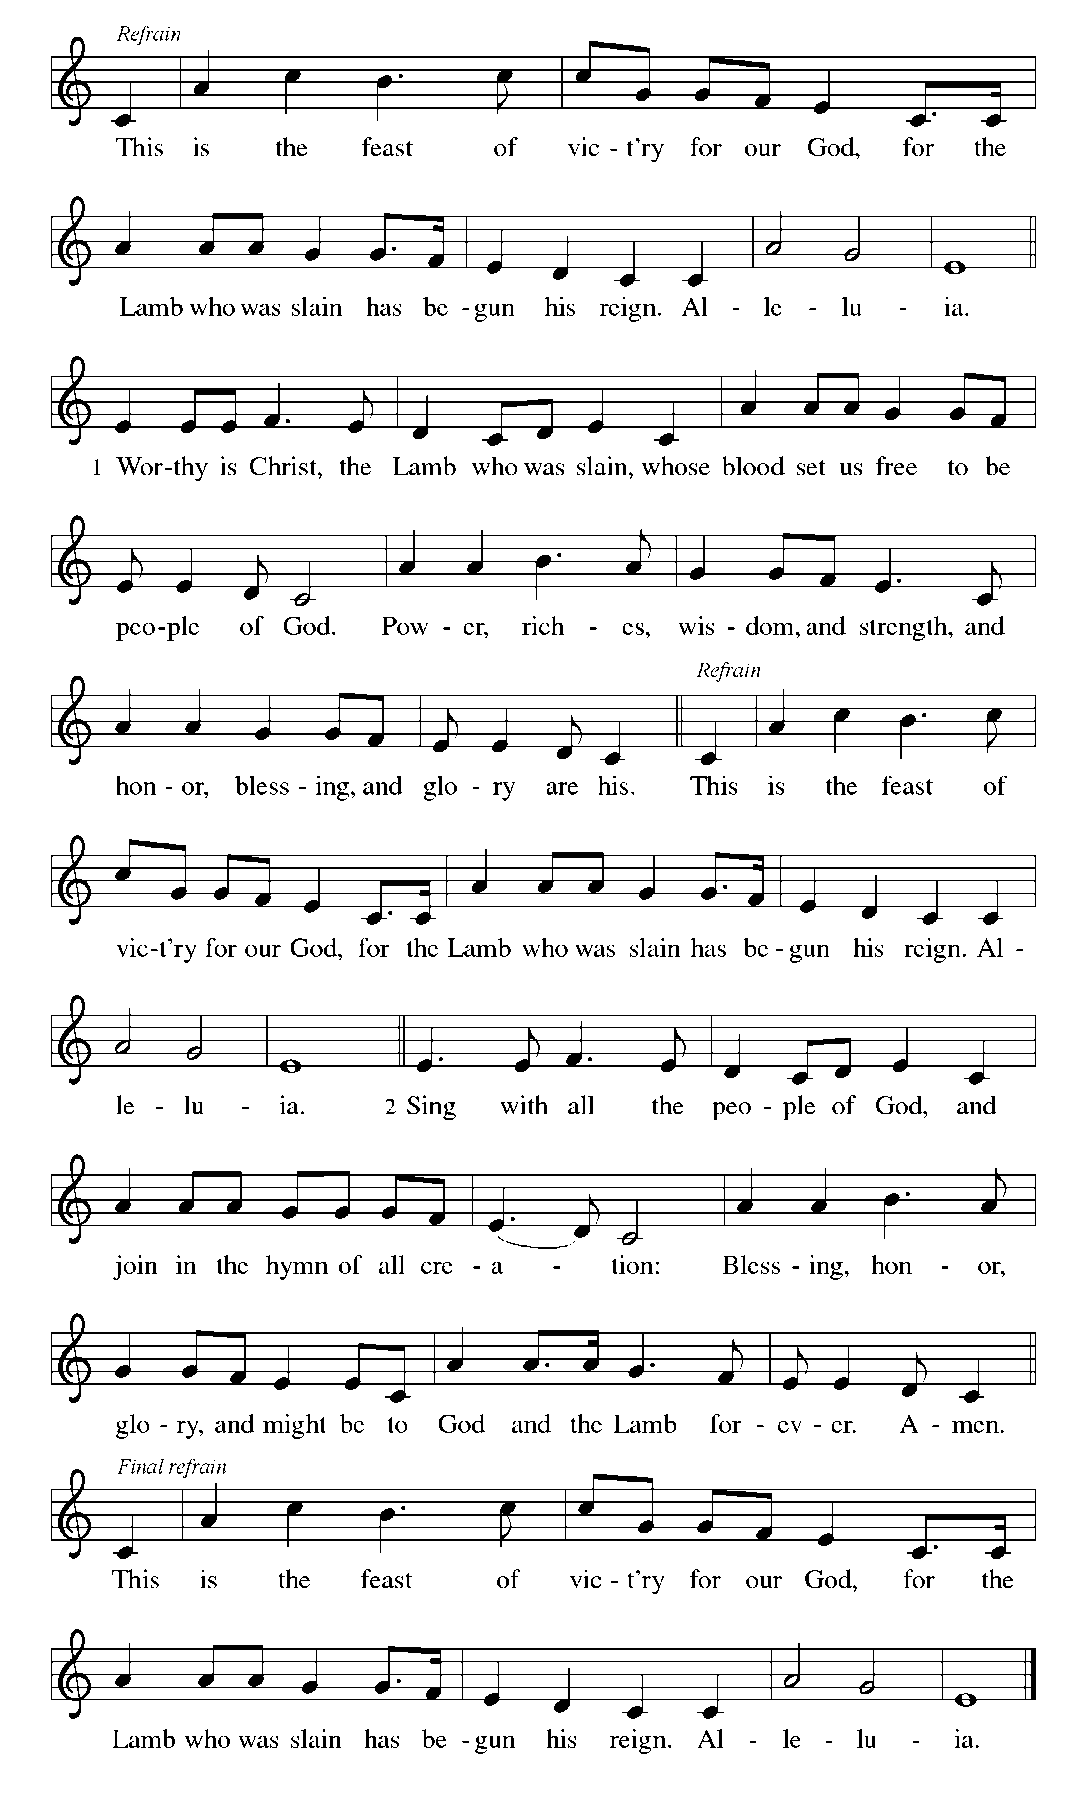 Refrain
This is the feast of vic - t'ry for our God, for the
Lamb who was slain has be - gun his reign. Al - le - lu - ia.
1 Wor-thy is Christ, the Lamb who was slain, whose blood set us free to be
peo-ple of God. Pow - er, rich - es, wis - dom, and strength, and
Refrain
hon - or, bless - ing, and glo - ry are his. This is the feast of
vic-t'ry for our God, for the Lamb who was slain has be - gun his reign. Al -
le - lu - ia. 2 Sing with all the peo - ple of God, and
join in the hymn of all cre - a - tion: Bless - ing, hon - or,
glo - ry, and might be to God and the Lamb for - ev - er. A - men.
Final refrain
This is the feast of vic - t'ry for our God, for the
Lamb who was slain has be - gun his reign. Al - le - lu - ia.